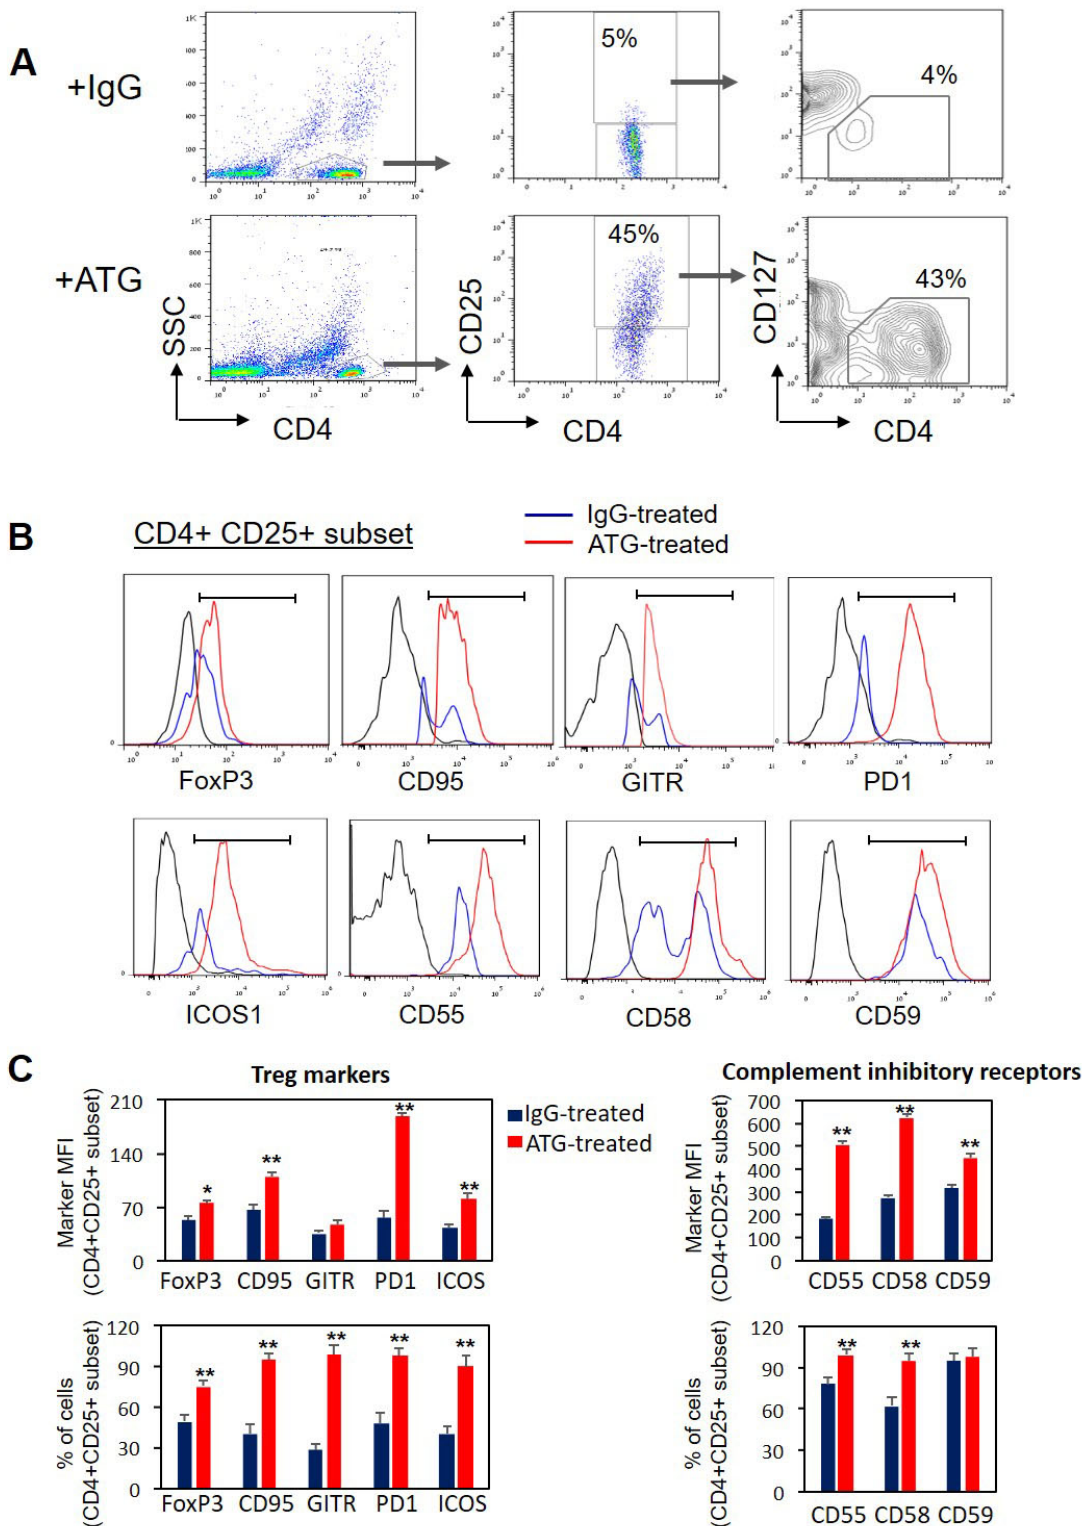 A
+IgG
5%
4%
+ATG
45%
43%
SSC
CD25
CD127
CD4
CD4
CD4
B
CD4+ CD25+ subset
IgG-treated
ATG-treated
FoxP3
CD95
GITR
PD1
ICOS1
CD55
CD58
CD59
C
Treg markers
Complement inhibitory receptors
IgG-treated
ATG-treated
Marker MFI
(CD4+CD25+ subset)
210
140
70
0
*
**
**
**
FoxP3 CD95 GITR PD1 ICOS
Marker MFI
(CD4+CD25+ subset)
700
600
500
400
300
200
100
0
**
**
**
CD55 CD58 CD59
% of cells
(CD4+CD25+ subset)
120
90
60
30
0
**
**
**
**
**
FoxP3 CD95 GITR PD1 ICOS
% of cells
(CD4+CD25+ subset)
120
90
60
30
0
**
**
CD55 CD58 CD59